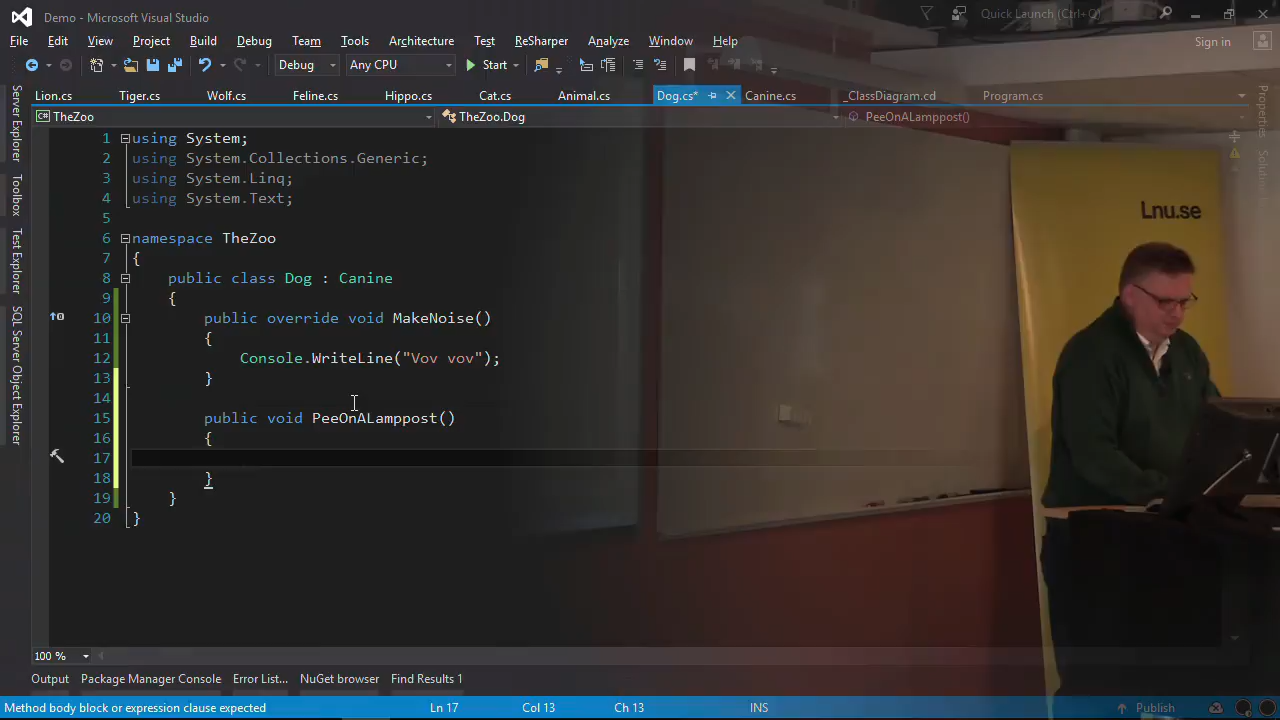 Demo - Microsoft Visual Studio
Quick Launch (Ctrl+Q)
File Edit View Project Build Debug Team Tools Architecture Test ReSharper Analyze Window Help
Sign in
Debug Any CPU Start
Lion.cs Tiger.cs Wolf.cs Feline.cs Hippo.cs Cat.cs Animal.cs Dog.cs* Canine.cs _ClassDiagram.cd Program.cs
TheZoo TheZoo.Dog PeeOnALamppost()
Server Explorer
Toolbox
Test Explorer
SQL Server Object Explorer
1 using System;
2 using System.Collections.Generic;
3 using System.Linq;
4 using System.Text;
5
6 namespace TheZoo
7 {
8 public class Dog : Canine
9 {
10 public override void MakeNoise()
11 {
12 Console.WriteLine("Vov vov");
13 }
14
15 public void PeeOnALamppost()
16 {
17
18 }
19 }
20 }
Properties
Lnu.se
100 %
Output Package Manager Console Error List... NuGet browser Find Results 1
Method body block or expression clause expected Ln 17 Col 13 Ch 13 INS Publish